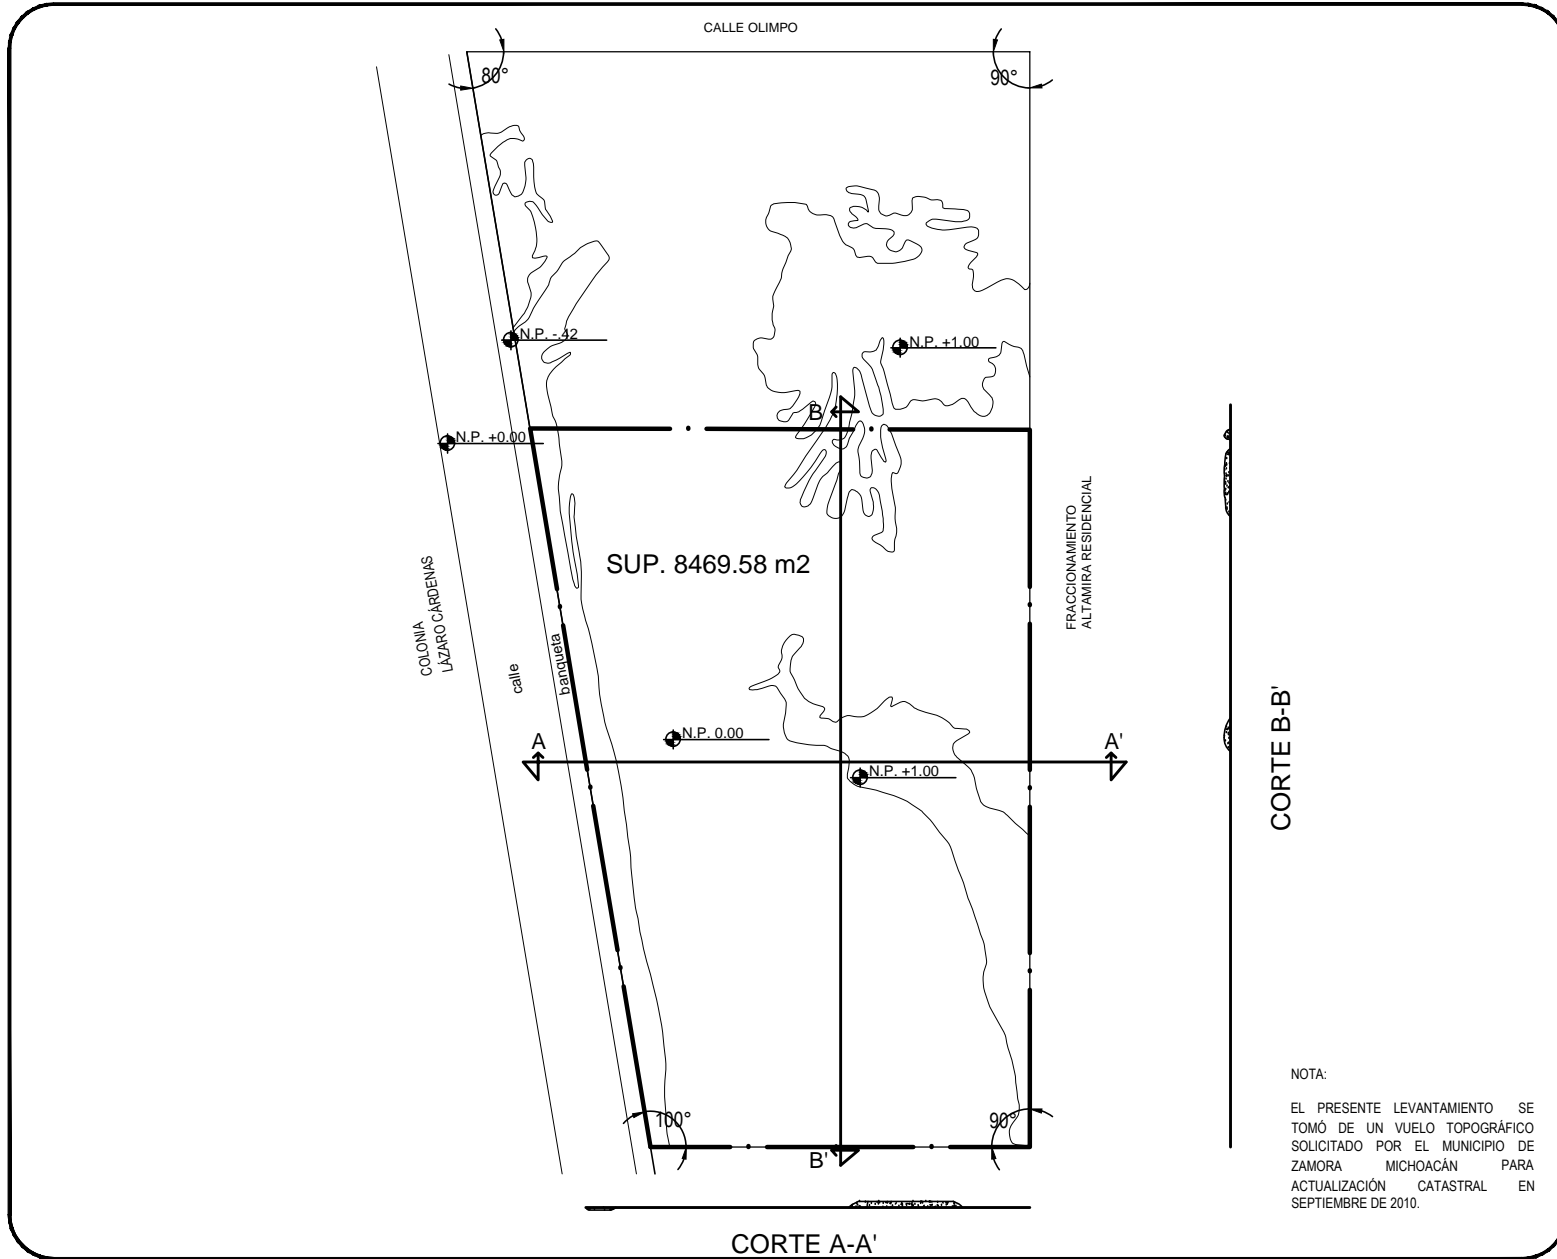 CALLE OLIMPO
80°
90°
N.P. -.42
N.P. +1.00
B
N.P. +0.00
FRACCIONAMIENTO
ALTAMIRA RESIDENCIAL
SUP. 8469.58 m2
COLONIA
LÁZARO CÁRDENAS
calle
banqueta
N.P. 0.00
A
A'
N.P. +1.00
CORTE B-B'
100°
90°
B'
CORTE A-A'
NOTA:
EL PRESENTE LEVANTAMIENTO SE
TOMÓ DE UN VUELO TOPOGRÁFICO
SOLICITADO POR EL MUNICIPIO DE
ZAMORA MICHOACÁN PARA
ACTUALIZACIÓN CATASTRAL EN
SEPTIEMBRE DE 2010.